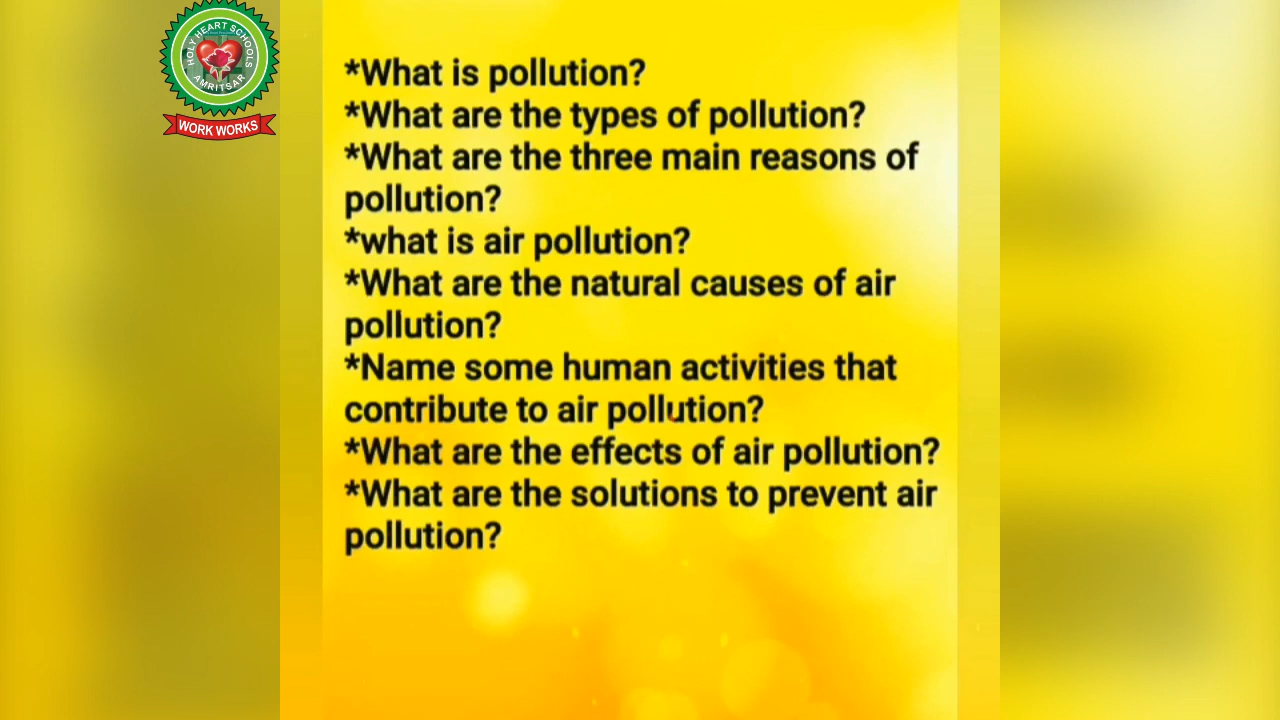 HOLY HEART SCHOOLS
AMRITSAR
WORK WORKS
*What is pollution?
*What are the types of pollution?
*What are the three main reasons of
pollution?
*what is air pollution?
*What are the natural causes of air
pollution?
*Name some human activities that
contribute to air pollution?
*What are the effects of air pollution?
*What are the solutions to prevent air
pollution?